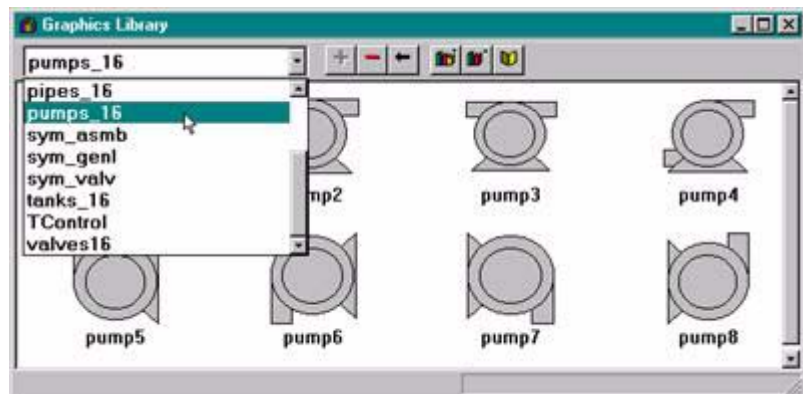 Graphics Library
pumps_16
pipes_16
pumps_16
sym_asmb
sym_genl
sym_valv
tanks_16
TControl
valves16
mp2
pump3
pump4
pump5
pump6
pump7
pump8